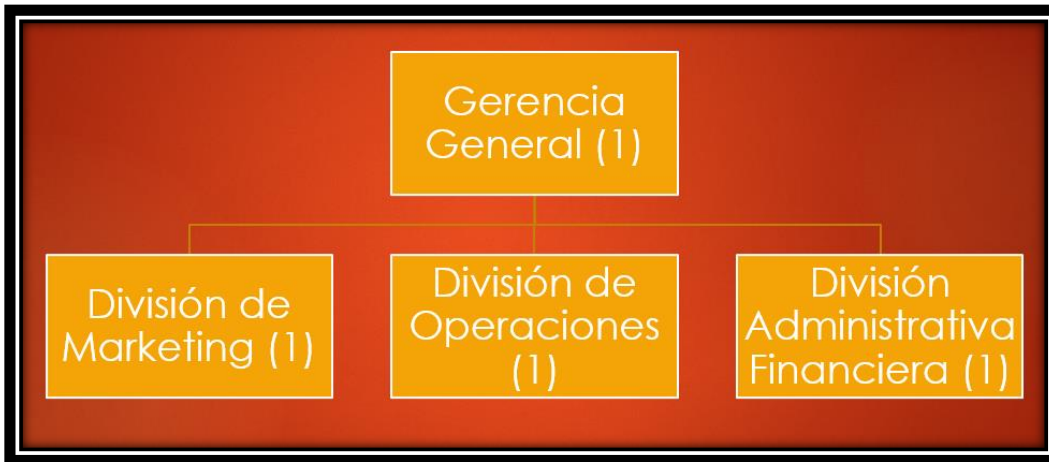 Gerencia
General (1)
División de
Marketing (1)
División de
Operaciones
(1)
División
Administrativa
Financiera (1)